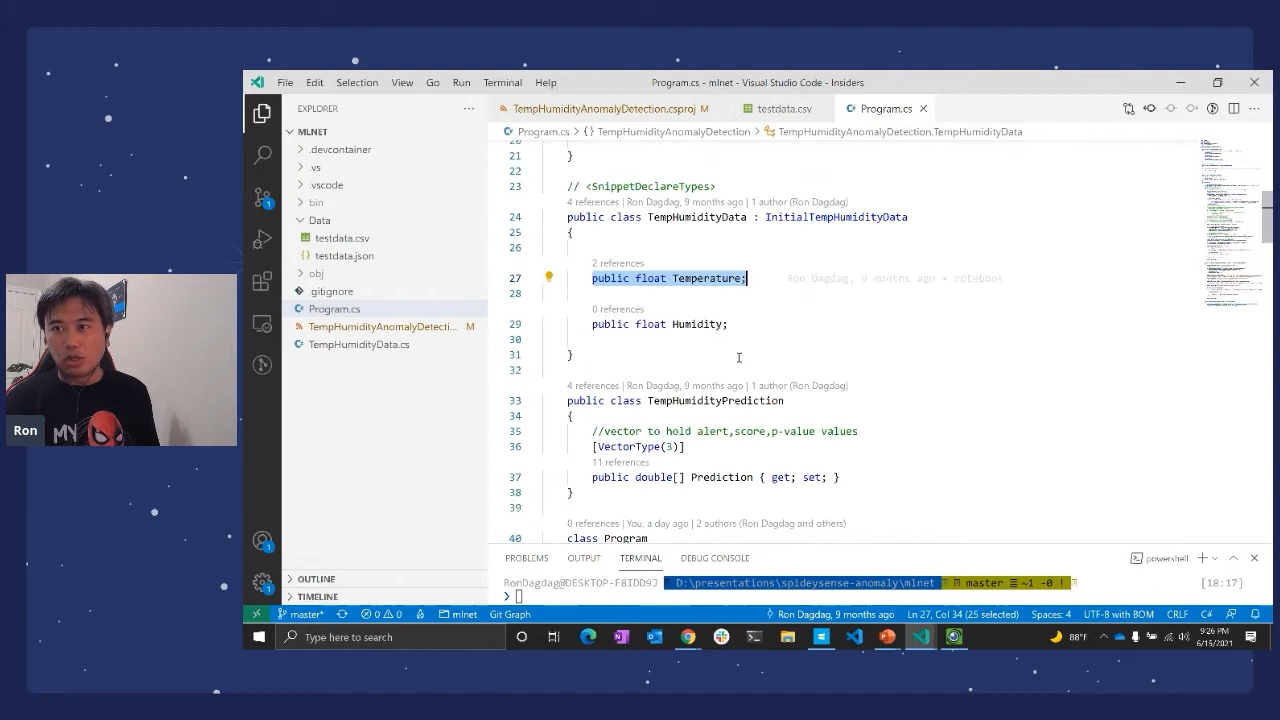 File Edit Selection View Go Run Terminal Help
Program.cs - mlnet - Visual Studio Code - Insiders
EXPLORER
TempHumidityAnomalyDetection.csproj M
testdata.csv
Program.cs
MLNET
Program.cs > {} TempHumidityAnomalyDetection > TempHumidityAnomalyDetection.TempHumidityData
.devcontainer
.vs
.vscode
bin
Data
testdata.csv
testdata.json
obj
.gitignore
Program.cs
TempHumidityAnomalyDetecti... M
TempHumidityData.cs
OUTLINE
TIMELINE
20
21 }
22
23 // <SnippetDeclareTypes>
4 references | Ron Dagdag, 9 months ago | 1 author (Ron Dagdag)
24 public class TempHumidityData : InitialTempHumidityData
25 {
26
2 references
public float Temperature; Ron Dagdag, 9 months ago notebook
28
0 references
29 public float Humidity;
30
31 }
32
4 references | Ron Dagdag, 9 months ago | 1 author (Ron Dagdag)
33 public class TempHumidityPrediction
34 {
35 //vector to hold alert,score,p-value values
36 [VectorType(3)]
11 references
37 public double[] Prediction { get; set; }
38 }
39
0 references | You, a day ago | 2 authors (Ron Dagdag and others)
40 class Program
PROBLEMS OUTPUT TERMINAL DEBUG CONSOLE
powershell
RonDagdag@DESKTOP-F8IDD9J D:\presentations\spideysense-anomaly\mlnet master ≡ ~1 -0 ! [18:17]
❯
master* 0 0 mlnet Git Graph Ron Dagdag, 9 months ago Ln 27, Col 34 (25 selected) Spaces: 4 UTF-8 with BOM CRLF C#
Type here to search
88°F
9:26 PM
6/15/2021
Ron
MY